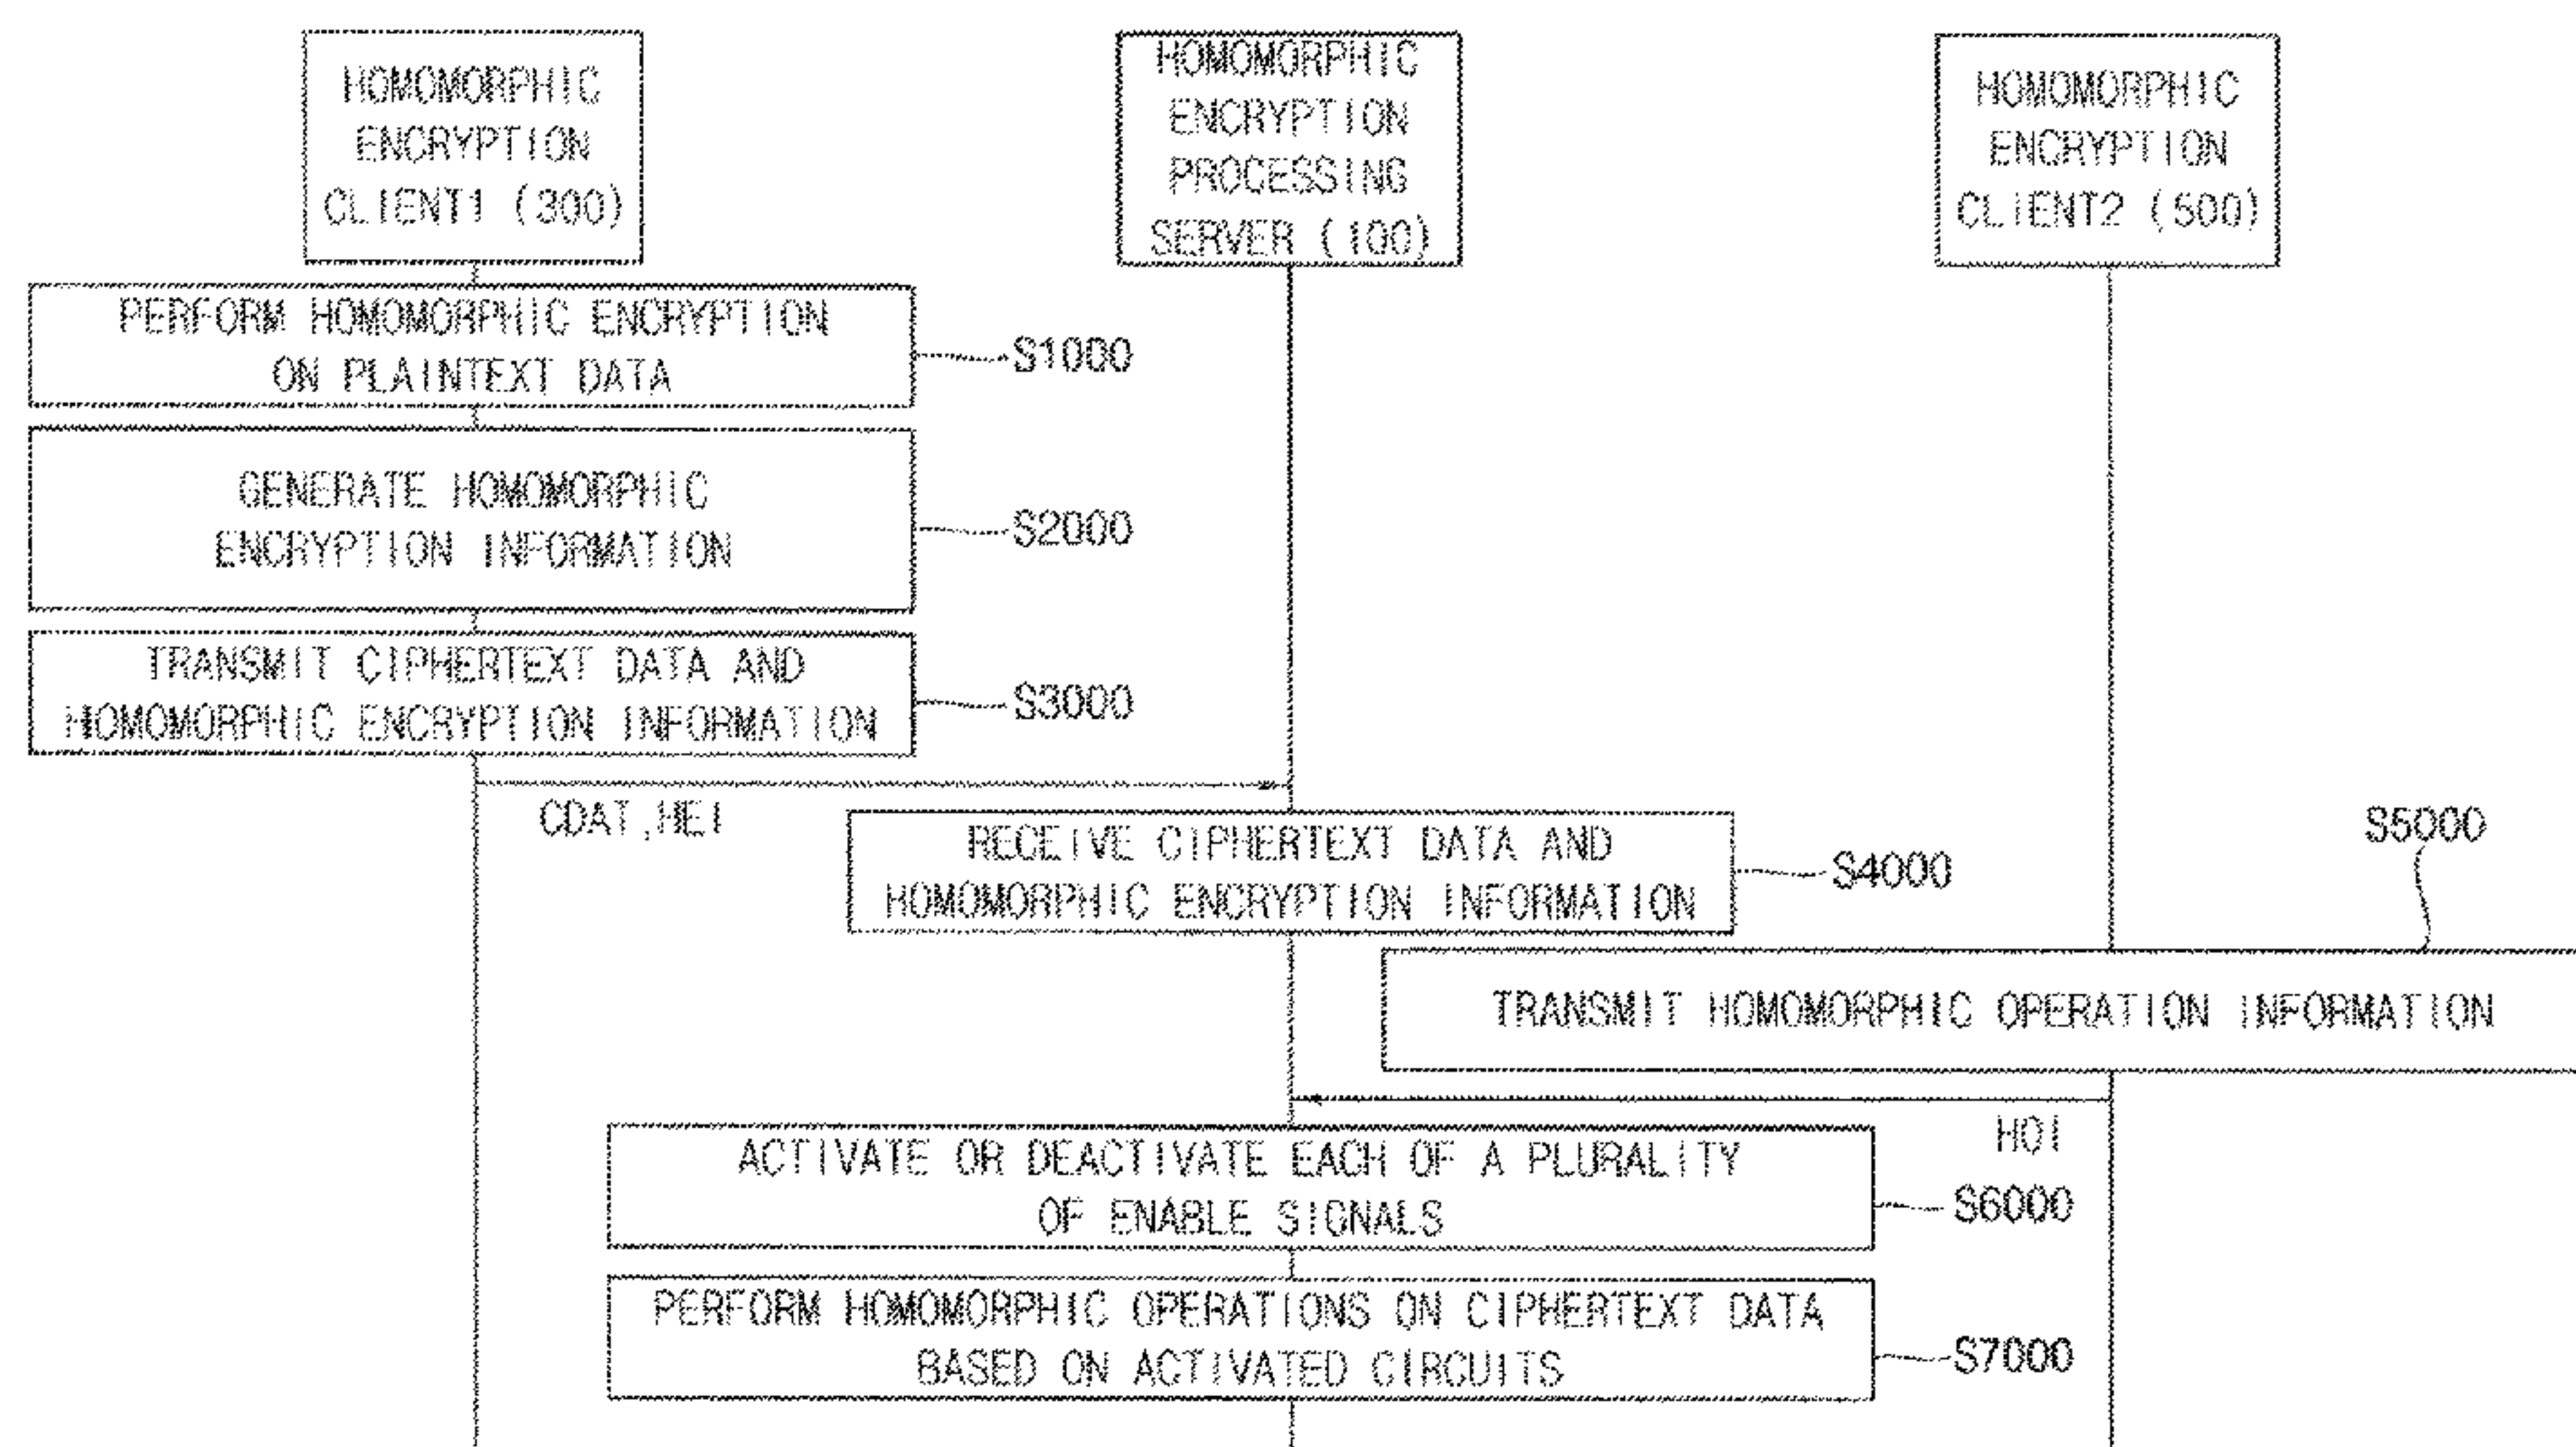 HOMOMORPHIC
ENCRYPTION
CLIENT1 (300)
HOMOMORPHIC
ENCRYPTION
PROCESSING
SERVER (100)
HOMOMORPHIC
ENCRYPTION
CLIENT2 (500)
PERFORM HOMOMORPHIC ENCRYPTION
ON PLAINTEXT DATA
S1000
GENERATE HOMOMORPHIC
ENCRYPTION INFORMATION
S2000
TRANSMIT CIPHERTEXT DATA AND
HOMOMORPHIC ENCRYPTION INFORMATION
S3000
CDAT,HEI
RECEIVE CIPHERTEXT DATA AND
HOMOMORPHIC ENCRYPTION INFORMATION
S4000
S5000
TRANSMIT HOMOMORPHIC OPERATION INFORMATION
HOI
ACTIVATE OR DEACTIVATE EACH OF A PLURALITY
OF ENABLE SIGNALS
S6000
PERFORM HOMOMORPHIC OPERATIONS ON CIPHERTEXT DATA
BASED ON ACTIVATED CIRCUITS
S7000